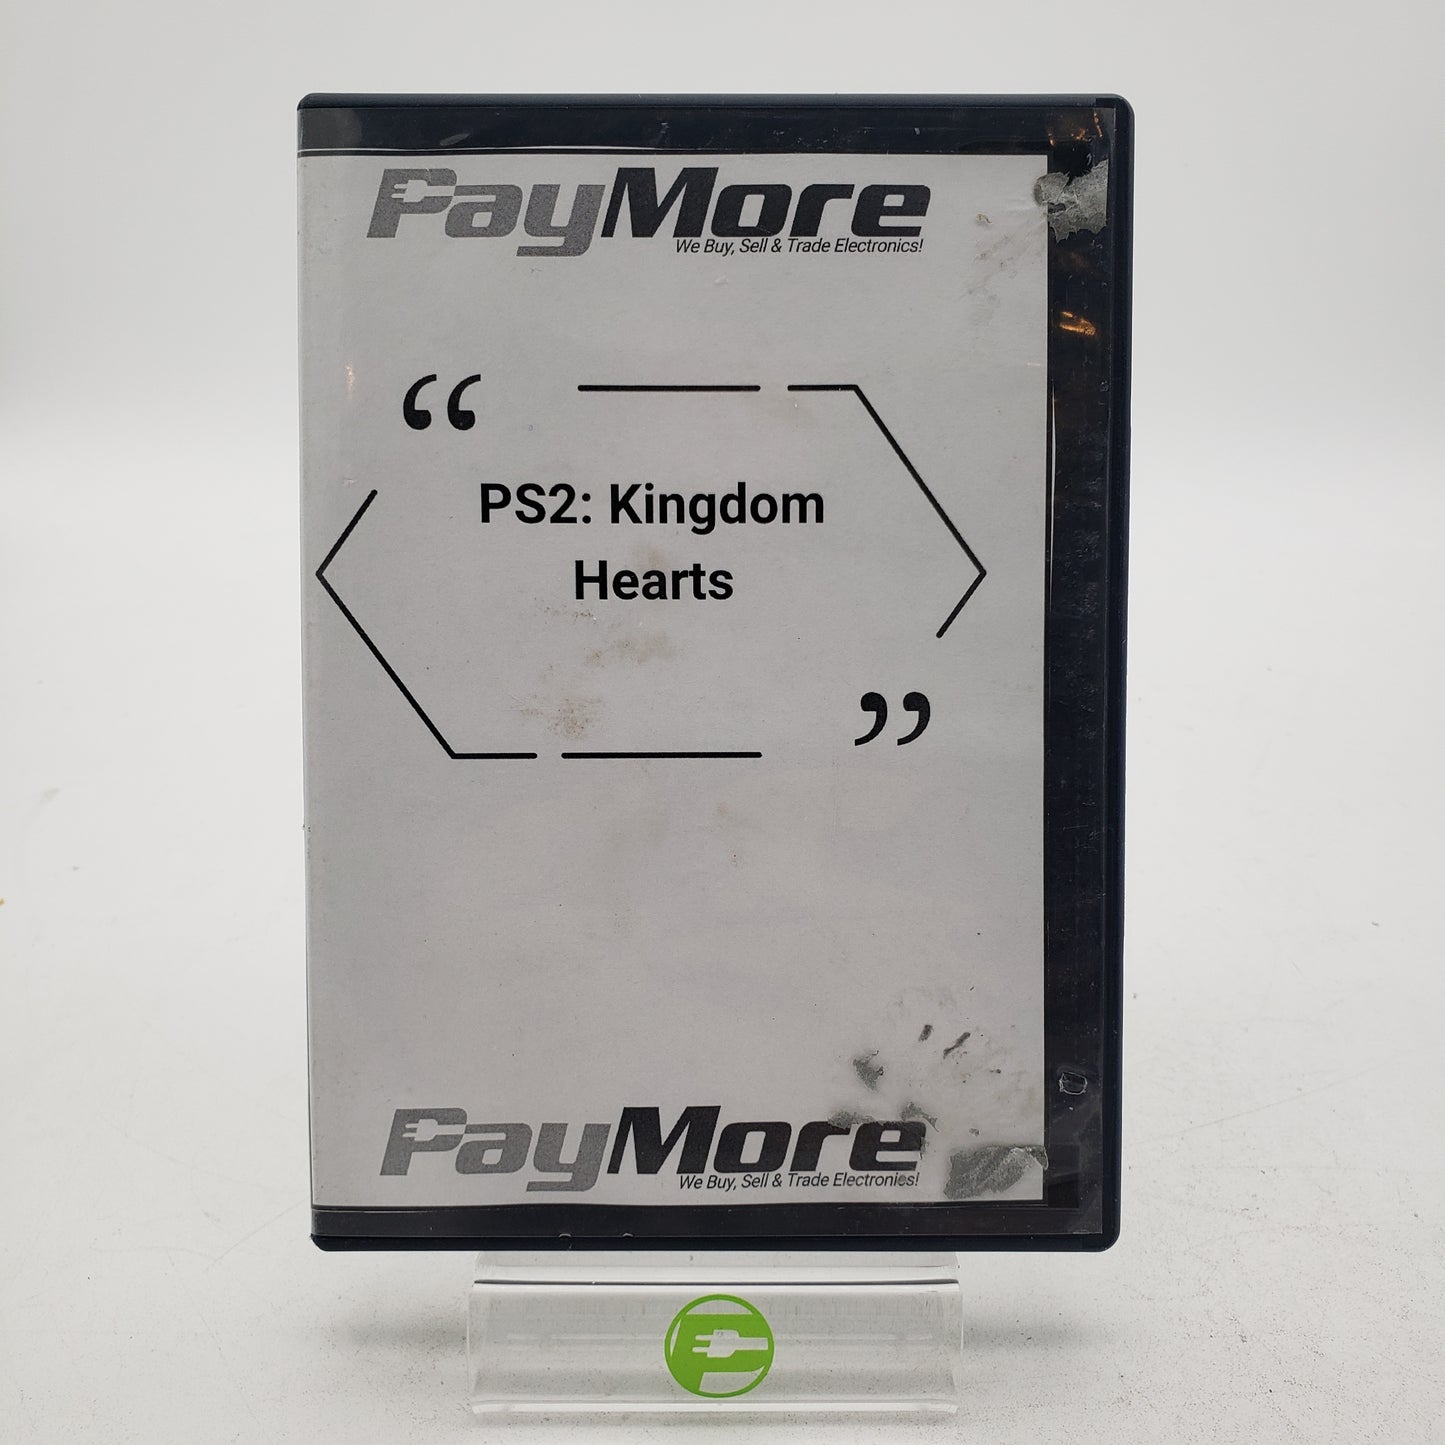 PayMore
We Buy, Sell & Trade Electronics!
“
PS2: Kingdom
Hearts
”
PayMore
We Buy, Sell & Trade Electronics!
P